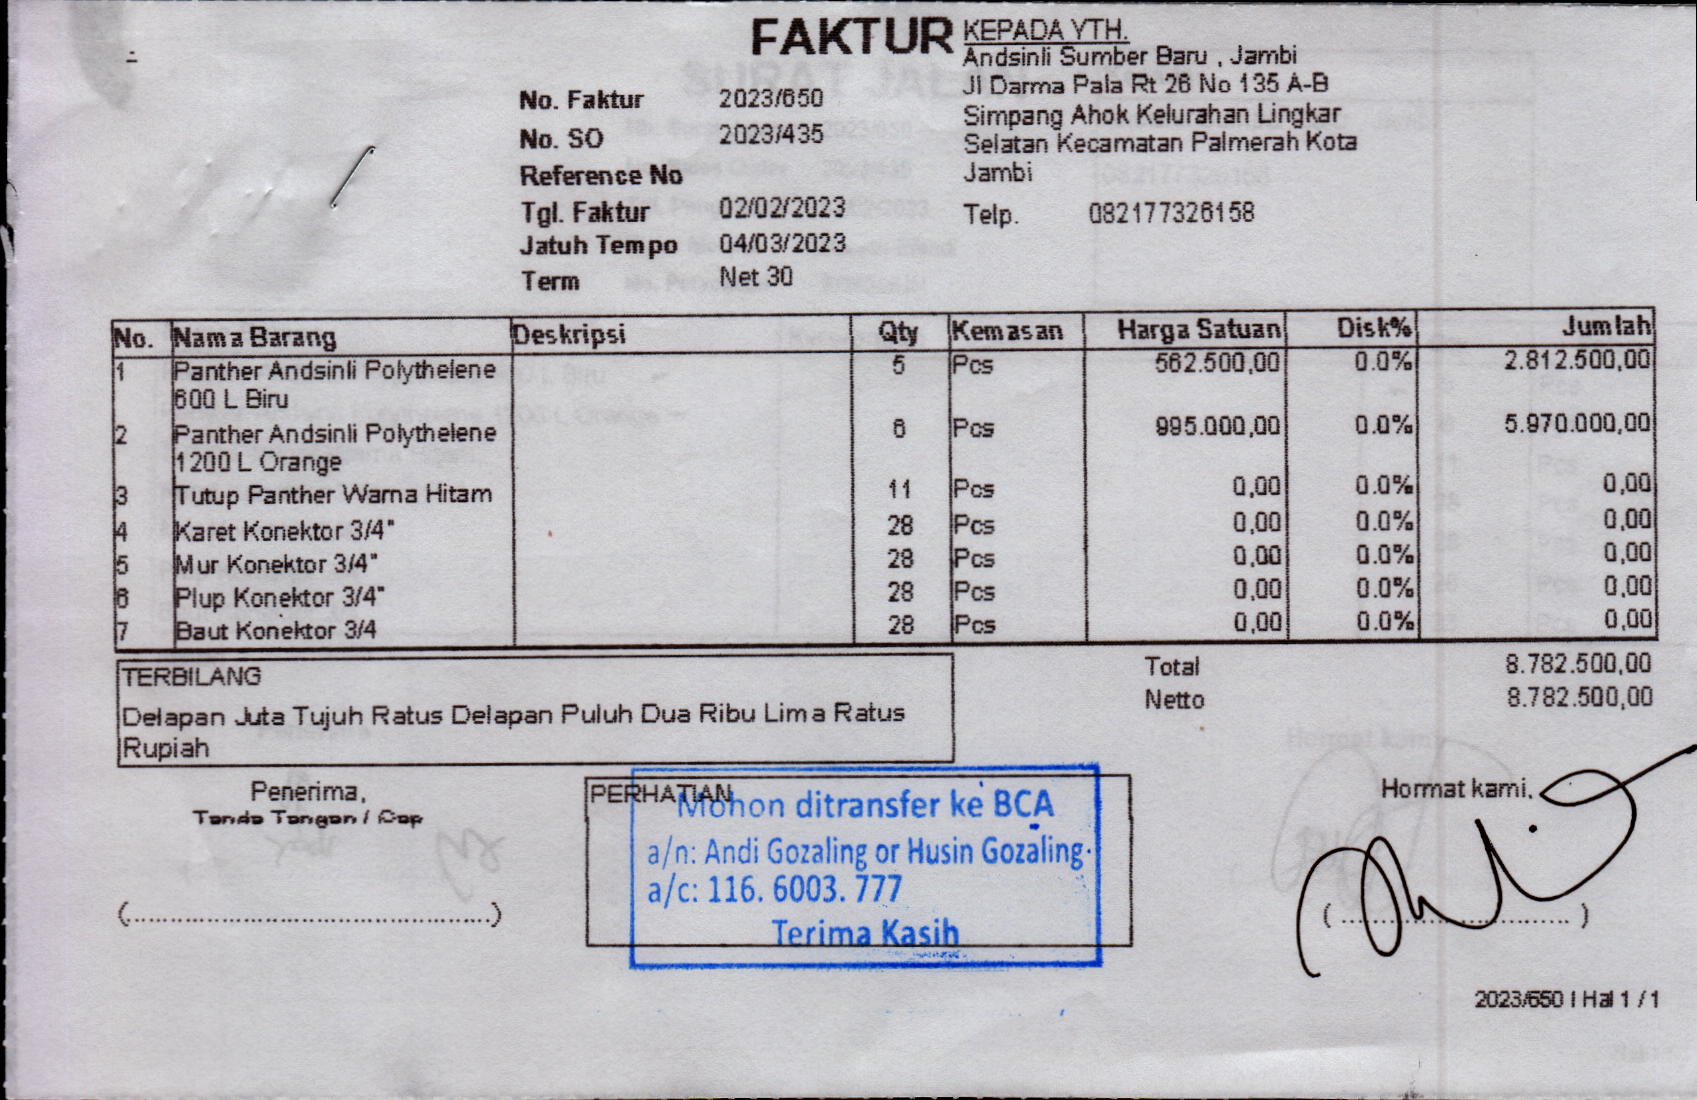 FAKTUR
KEPADA YTH.
Andsinli Sumber Baru , Jambi
Jl Darma Pala Rt 26 No 135 A-B
Simpang Ahok Kelurahan Lingkar
Selatan Kecamatan Palmerah Kota
Jambi
Telp. 082177326158
No. Faktur 2023/650
No. SO 2023/435
Reference No
Tgl. Faktur 02/02/2023
Jatuh Tempo 04/03/2023
Term Net 30
No. Nama Barang Deskripsi Qty Kemasan Harga Satuan Disk% Jumlah
1 Panther Andsinli Polythelene 5 Pcs 562.500,00 0.0% 2.812.500,00
600 L Biru
2 Panther Andsinli Polythelene 6 Pcs 995.000,00 0.0% 5.970.000,00
1200 L Orange
3 Tutup Panther Warna Hitam 11 Pcs 0,00 0.0% 0,00
4 Karet Konektor 3/4" 28 Pcs 0,00 0.0% 0,00
5 Mur Konektor 3/4" 28 Pcs 0,00 0.0% 0,00
6 Plup Konektor 3/4" 28 Pcs 0,00 0.0% 0,00
7 Baut Konektor 3/4 28 Pcs 0,00 0.0% 0,00
Total 8.782.500,00
Netto 8.782.500,00
TERBILANG
Delapan Juta Tujuh Ratus Delapan Puluh Dua Ribu Lima Ratus
Rupiah
Penerima,
Tanda Tangan / Cap
(................................................)
PERHATIAN
Mohon ditransfer ke BCA
a/n: Andi Gozaling or Husin Gozaling
a/c: 116. 6003. 777
Terima Kasih
Hormat kami,
( ................................ )
2023/650 I Hal 1 / 1